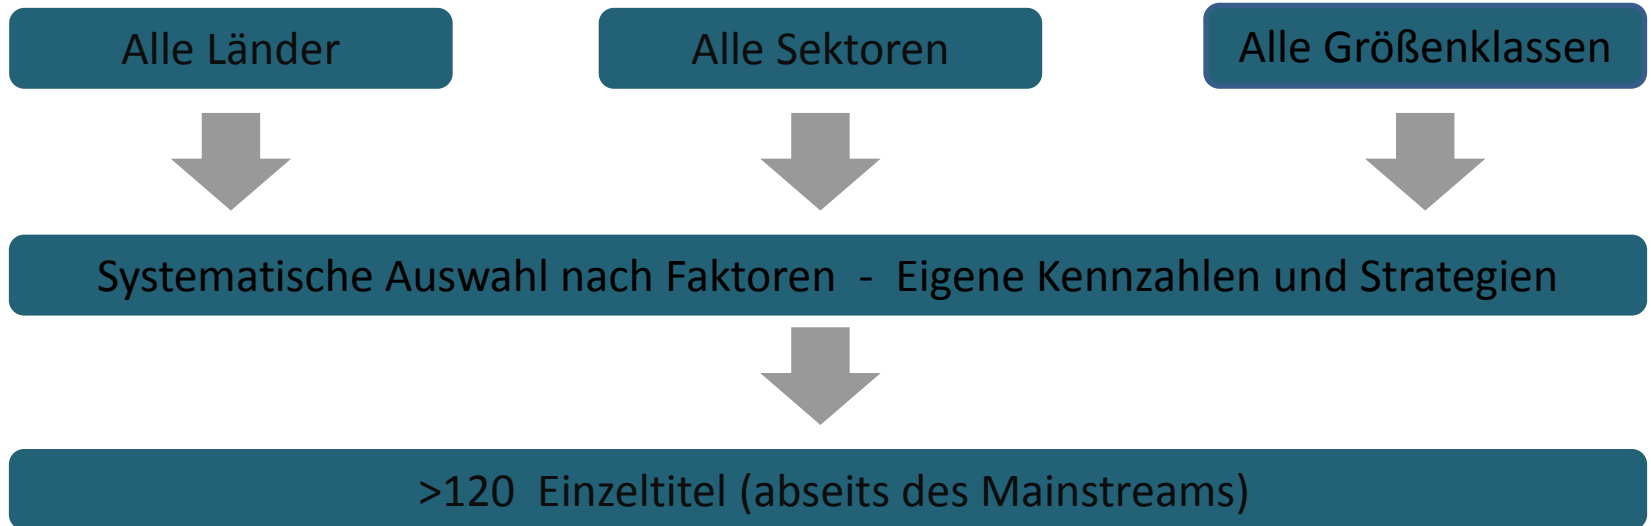 Alle Länder
Alle Sektoren
Alle Größenklassen
Systematische Auswahl nach Faktoren - Eigene Kennzahlen und Strategien
>120 Einzeltitel (abseits des Mainstreams)